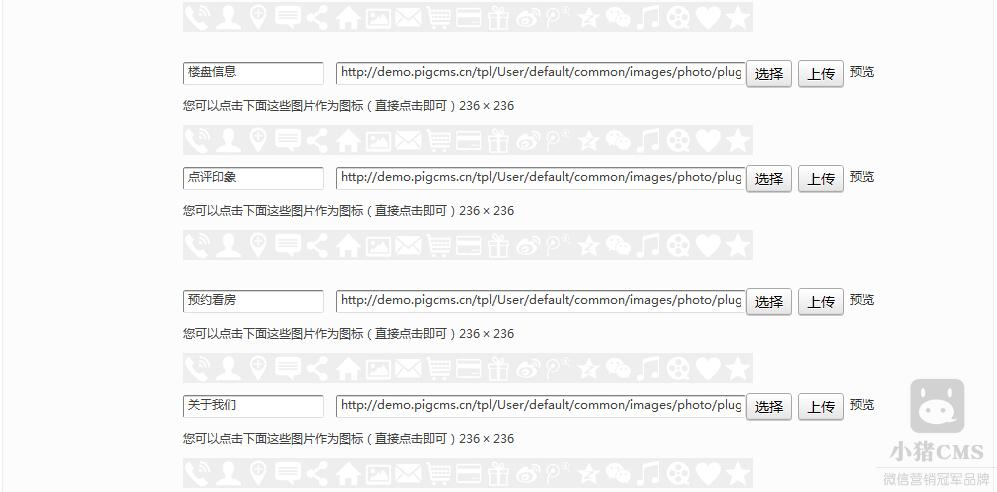 楼盘信息 http://demo.pigcms.cn/tpl/User/default/common/images/photo/plug 选择 上传 预览
您可以点击下面这些图片作为图标（直接点击即可）236 × 236
点评印象 http://demo.pigcms.cn/tpl/User/default/common/images/photo/plug 选择 上传 预览
您可以点击下面这些图片作为图标（直接点击即可）236 × 236
预约看房 http://demo.pigcms.cn/tpl/User/default/common/images/photo/plug 选择 上传 预览
您可以点击下面这些图片作为图标（直接点击即可）236 × 236
关于我们 http://demo.pigcms.cn/tpl/User/default/common/images/photo/plug 选择 上传 预览
您可以点击下面这些图片作为图标（直接点击即可）236 × 236
小猪CMS
微信营销冠军品牌